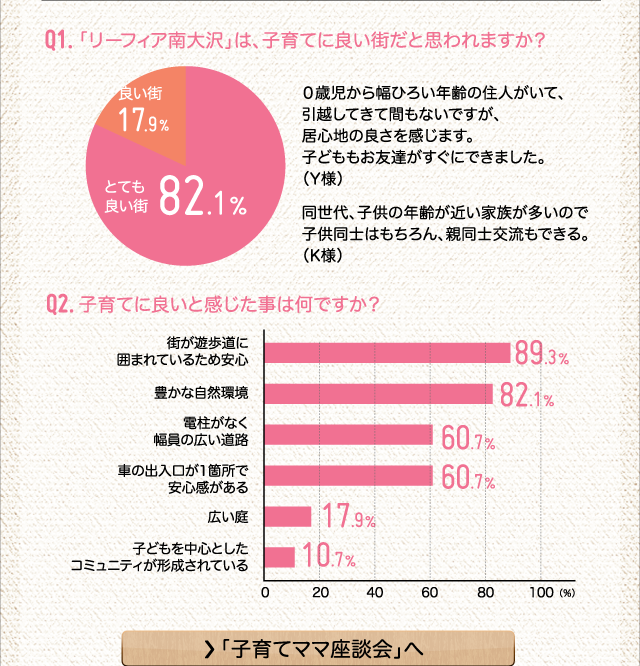 Q1.「リーフィア南大沢」は、子育てに良い街だと思われますか？
良い街
17.9%
とても
良い街 82.1%
０歳児から幅ひろい年齢の住人がいて、
引越してきて間もないですが、
居心地の良さを感じます。
子どももお友達がすぐにできました。
（Y様）
同世代、子供の年齢が近い家族が多いので
子供同士はもちろん、親同士交流もできる。
（K様）
Q2. 子育てに良いと感じた事は何ですか？
街が遊歩道に
囲まれているため安心
89.3%
豊かな自然環境
82.1%
電柱がなく
幅員の広い道路
60.7%
車の出入口が1箇所で
安心感がある
60.7%
広い庭
17.9%
子どもを中心とした
コミュニティが形成されている
10.7%
0 20 40 60 80 100 (%)
❯「子育てママ座談会」へ